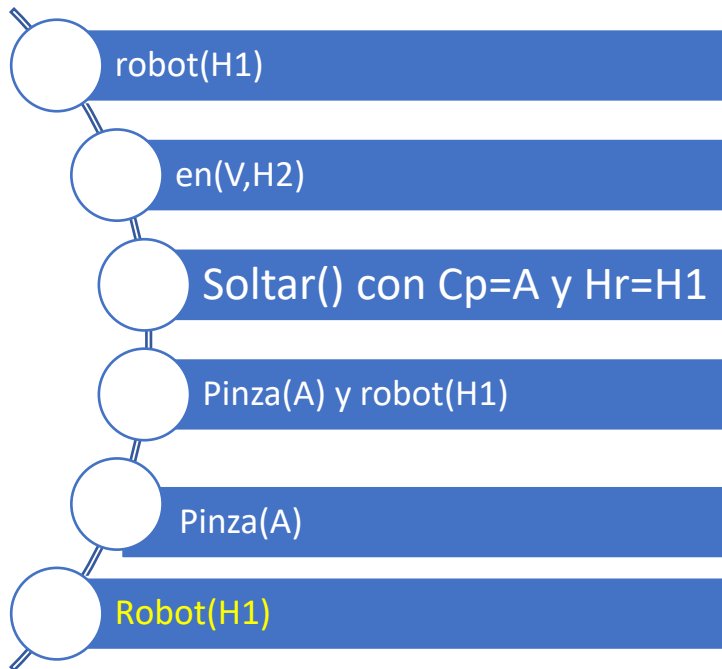 robot(H1)
en(V,H2)
Soltar() con Cp=A y Hr=H1
Pinza(A) y robot(H1)
Pinza(A)
Robot(H1)